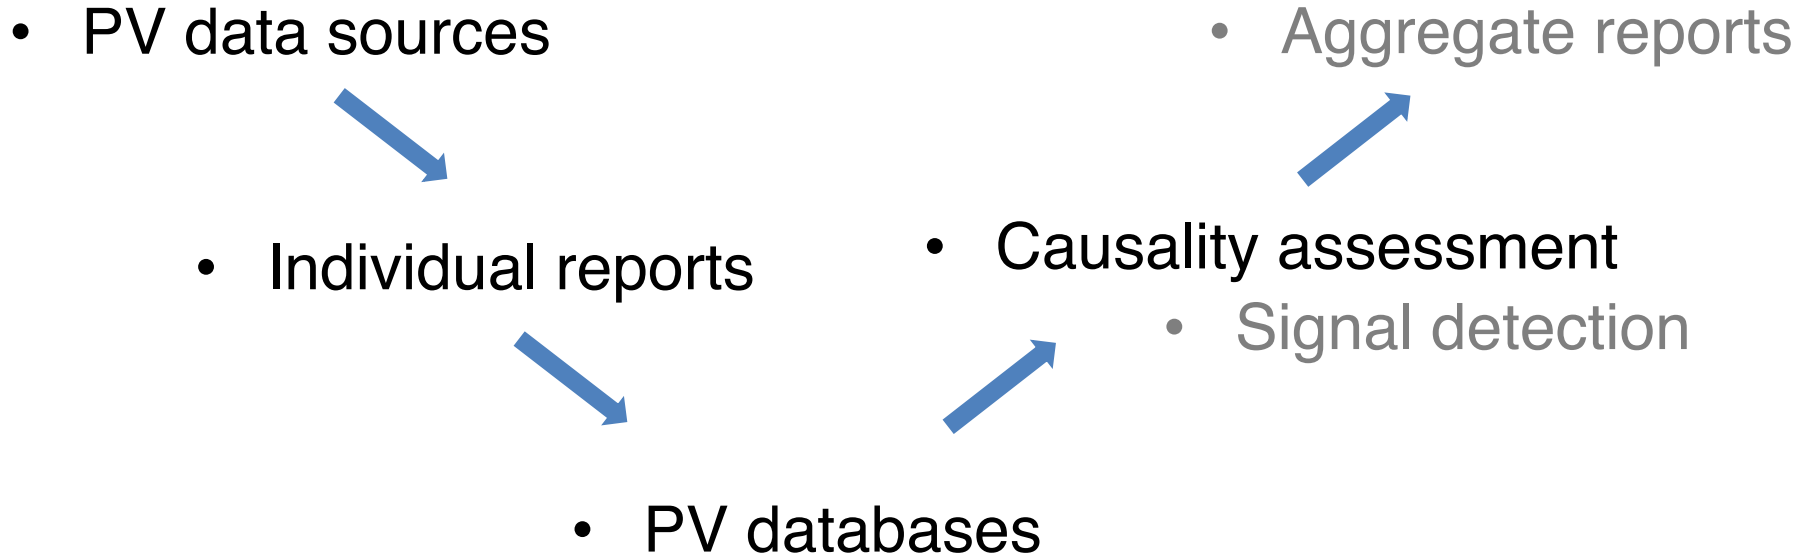 • PV data sources
• Individual reports
• PV databases
• Causality assessment
• Signal detection
• Aggregate reports